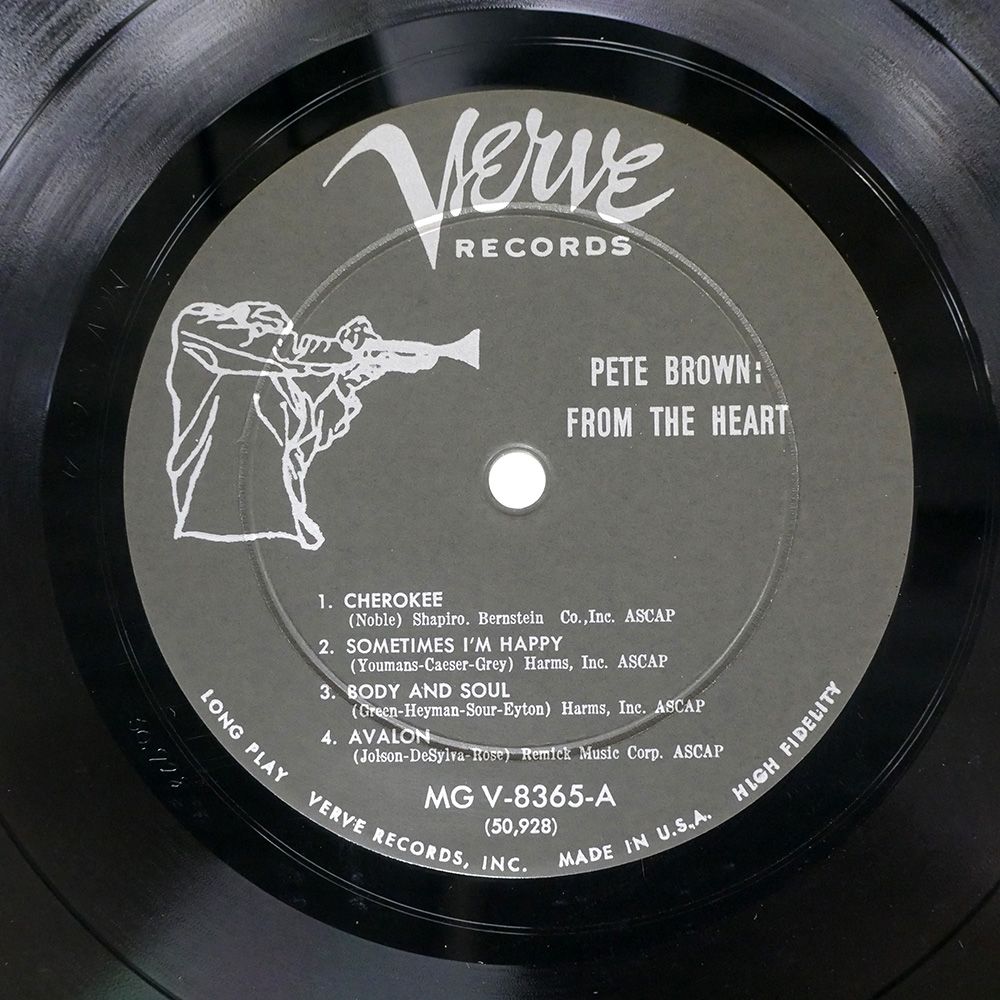 Verve
RECORDS
PETE BROWN:
FROM THE HEART
1. CHEROKEE
(Noble) Shapiro. Bernstein Co.,Inc. ASCAP
2. SOMETIMES I'M HAPPY
(Youmans-Caeser-Grey) Harms, Inc. ASCAP
3. BODY AND SOUL
(Green-Heyman-Sour-Eyton) Harms, Inc. ASCAP
4. AVALON
(Jolson-DeSylva-Rose) Remick Music Corp. ASCAP
MG V-8365-A
(50,928)
LONG PLAY VERVE RECORDS, INC. MADE IN U.S.A. HIGH FIDELITY